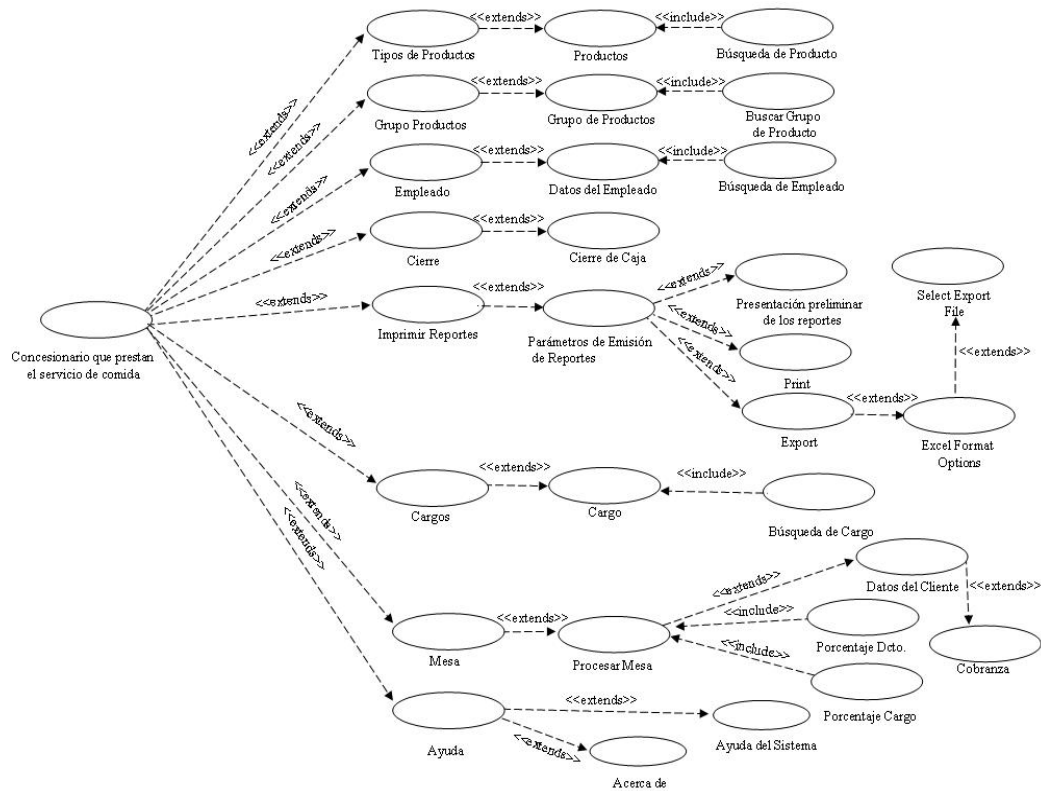 <<extends>>
<<include>>
Tipos de Productos
Productos
Búsqueda de Producto
<<extends>>
<<extends>>
<<include>>
Grupo Productos
Grupo de Productos
Buscar Grupo
de Producto
<<extends>>
<<extends>>
<<include>>
Empleado
Datos del Empleado
Búsqueda de Empleado
<<extends>>
<<extends>>
Cierre
Cierre de Caja
<<extends>>
<<extends>>
<<extends>>
Imprimir Reportes
Parámetros de Emisión
de Reportes
<<extends>>
Presentación preliminar
de los reportes
<<extends>>
Print
<<extends>>
Export
<<extends>>
Excel Format
Options
<<extends>>
Select Export
File
Concesionario que prestan
el servicio de comida
<<extends>>
<<extends>>
<<include>>
Cargos
Cargo
Búsqueda de Cargo
<<extends>>
<<extends>>
<<extends>>
Mesa
Procesar Mesa
<<extends>>
Datos del Cliente
<<extends>>
<<include>>
Porcentaje Dcto.
Cobranza
<<include>>
Porcentaje Cargo
<<extends>>
Ayuda
Ayuda del Sistema
<<extends>>
Acerca de